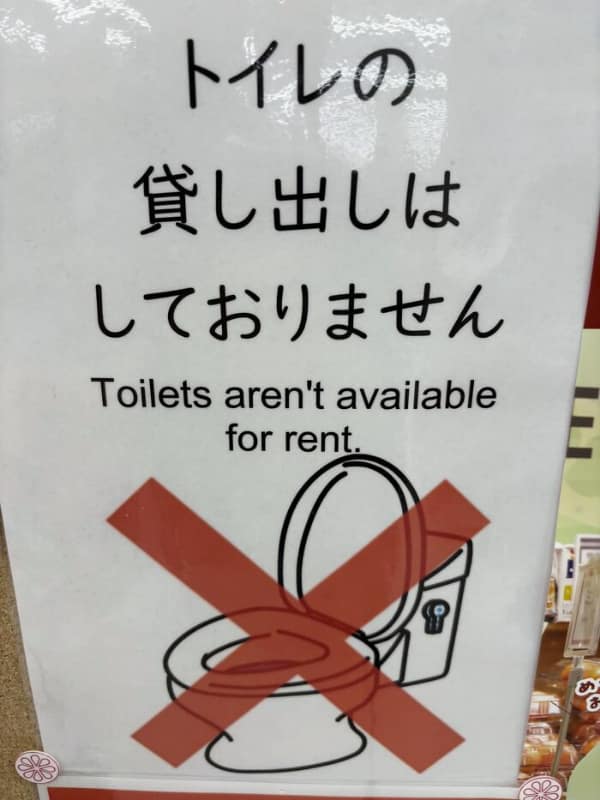 トイレの
貸し出しは
しておりません
Toilets aren't available
for rent.
E